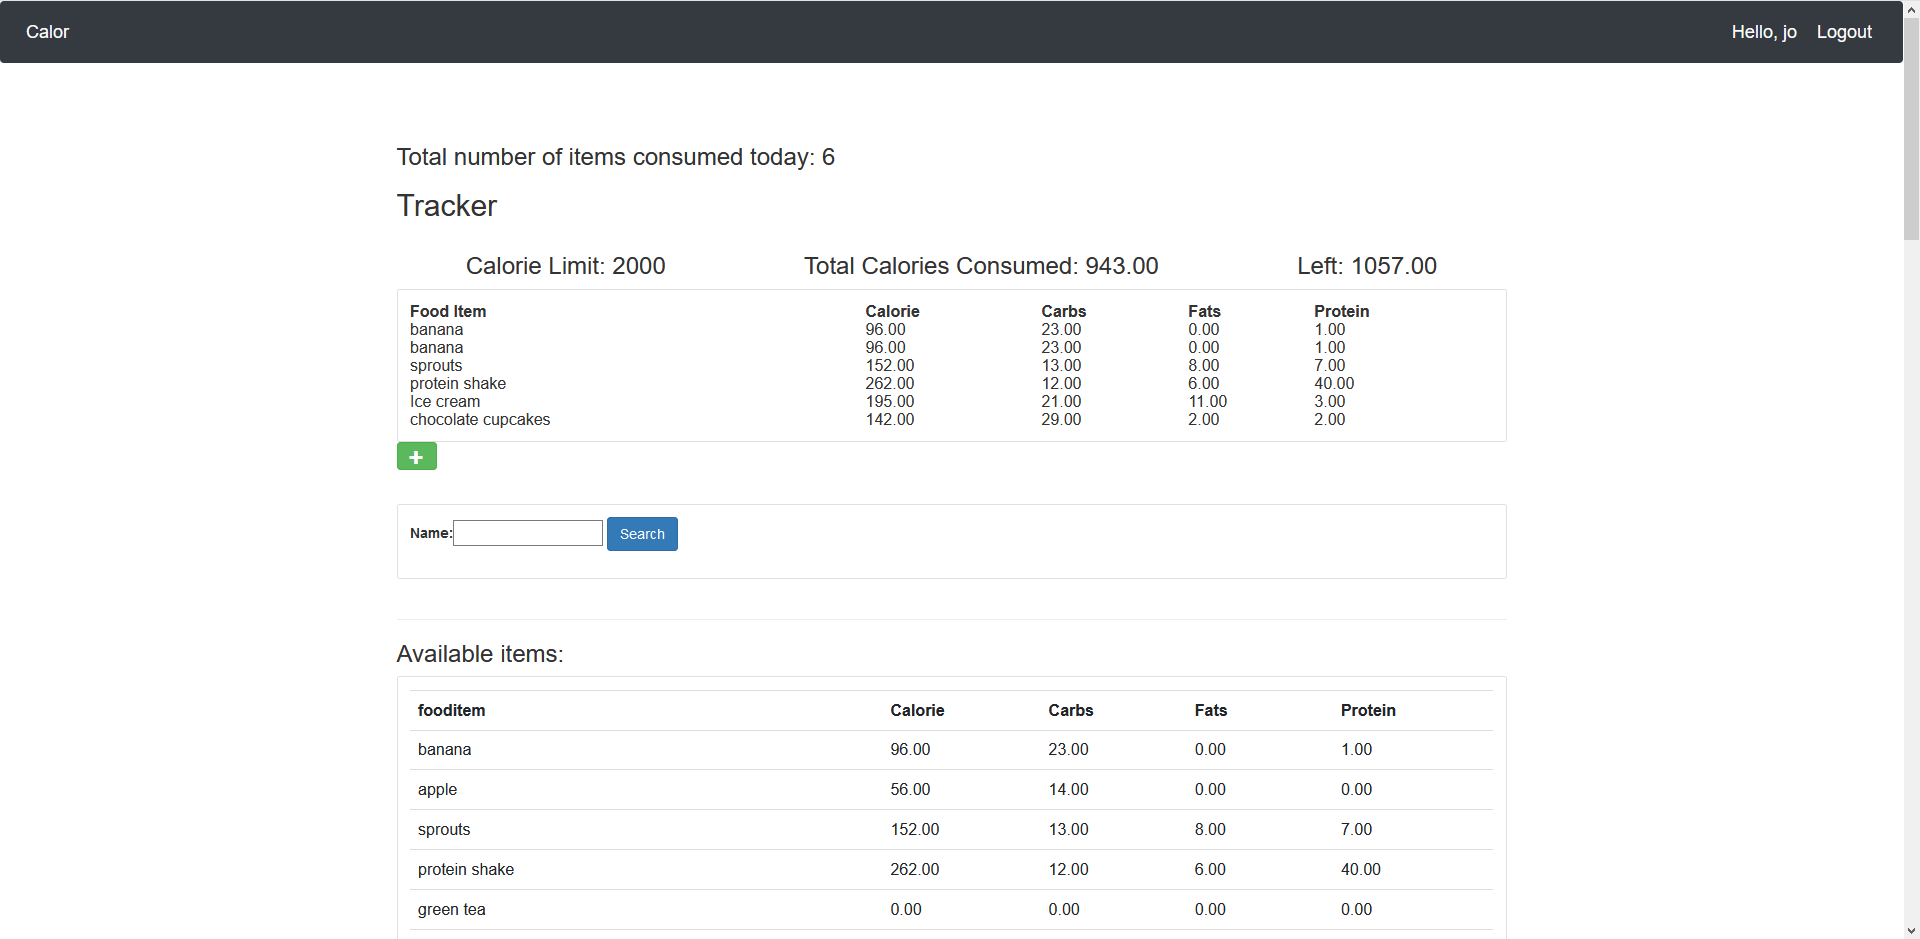 Calor Hello, jo Logout
Total number of items consumed today: 6
Tracker
Calorie Limit: 2000 Total Calories Consumed: 943.00 Left: 1057.00
Food Item Calorie Carbs Fats Protein
banana 96.00 23.00 0.00 1.00
banana 96.00 23.00 0.00 1.00
sprouts 152.00 13.00 8.00 7.00
protein shake 262.00 12.00 6.00 40.00
Ice cream 195.00 21.00 11.00 3.00
chocolate cupcakes 142.00 29.00 2.00 2.00
Name: Search
Available items:
fooditem Calorie Carbs Fats Protein
banana 96.00 23.00 0.00 1.00
apple 56.00 14.00 0.00 0.00
sprouts 152.00 13.00 8.00 7.00
protein shake 262.00 12.00 6.00 40.00
green tea 0.00 0.00 0.00 0.00